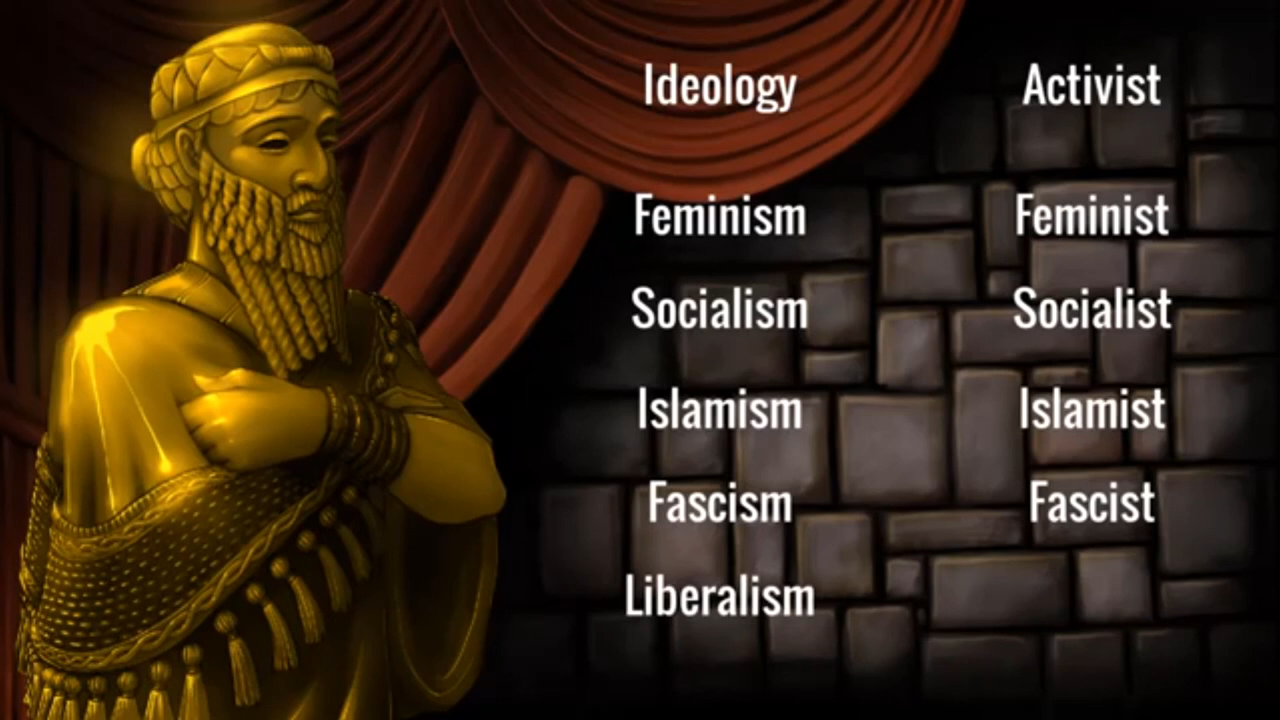 Ideology Activist
Feminism Feminist
Socialism Socialist
Islamism Islamist
Fascism Fascist
Liberalism